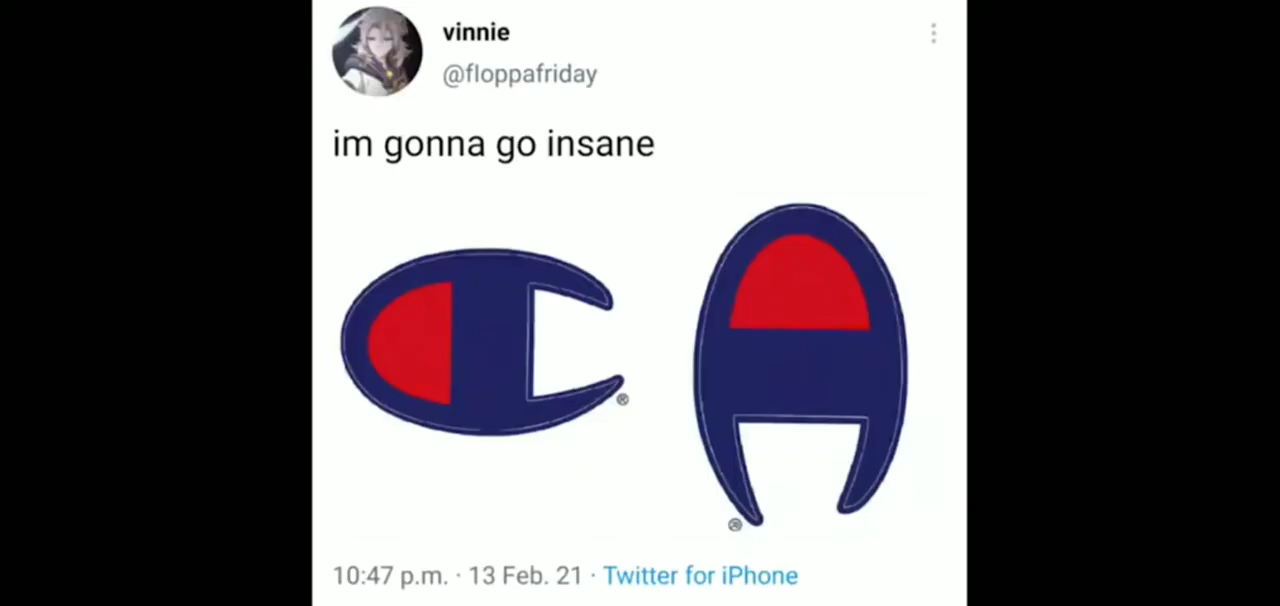 vinnie
@floppafriday
im gonna go insane
®
®
10:47 p.m. · 13 Feb. 21 · Twitter for iPhone